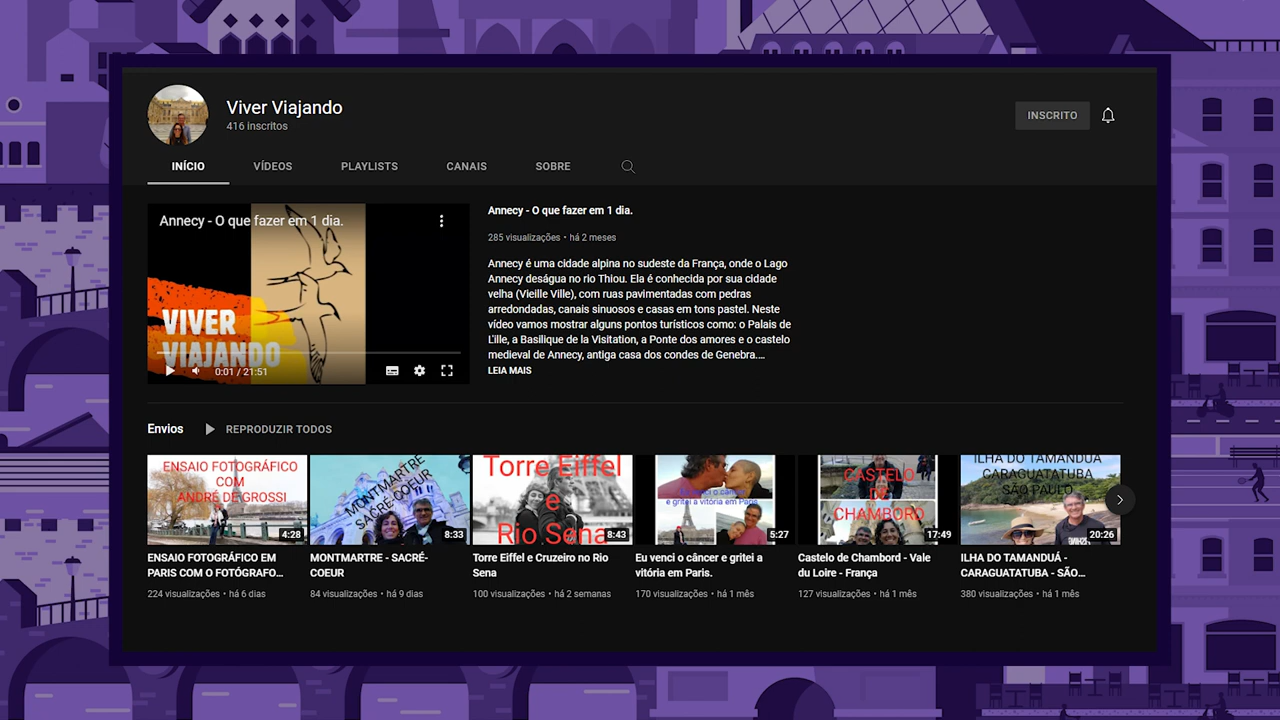 Viver Viajando
416 inscritos
INSCRITO
INÍCIO
VÍDEOS
PLAYLISTS
CANAIS
SOBRE
Annecy - O que fazer em 1 dia.
VIVER
VIAJANDO
0:01 / 21:51
Annecy - O que fazer em 1 dia.
285 visualizações • há 2 meses
Annecy é uma cidade alpina no sudeste da França, onde o Lago
Annecy deságua no rio Thiou. Ela é conhecida por sua cidade
velha (Vieille Ville), com ruas pavimentadas com pedras
arredondadas, canais sinuosos e casas em tons pastel. Neste
vídeo vamos mostrar alguns pontos turísticos como: o Palais de
L'ille, a Basilique de la Visitation, a Ponte dos amores e o castelo
medieval de Annecy, antiga casa dos condes de Genebra....
LEIA MAIS
Envios
REPRODUZIR TODOS
ENSAIO FOTOGRÁFICO
COM
ANDRÉ DE GROSSI
4:28
ENSAIO FOTOGRÁFICO EM
PARIS COM O FOTÓGRAFO...
224 visualizações • há 6 dias
MONTMARTRE
SACRÉ COEUR
8:33
MONTMARTRE - SACRÉ-
COEUR
84 visualizações • há 9 dias
Torre Eiffel
e
Rio Sena
8:43
Torre Eiffel e Cruzeiro no Rio
Sena
100 visualizações • há 2 semanas
Eu venci o câncer
e gritei a vitória em Paris
5:27
Eu venci o câncer e gritei a
vitória em Paris.
170 visualizações • há 1 mês
CASTELO
DE
CHAMBORD
17:49
Castelo de Chambord - Vale
du Loire - França
127 visualizações • há 1 mês
ILHA DO TAMANDUÁ
CARAGUATATUBA
SÃO PAULO
20:26
ILHA DO TAMANDUÁ -
CARAGUATATUBA - SÃO...
380 visualizações • há 1 mês